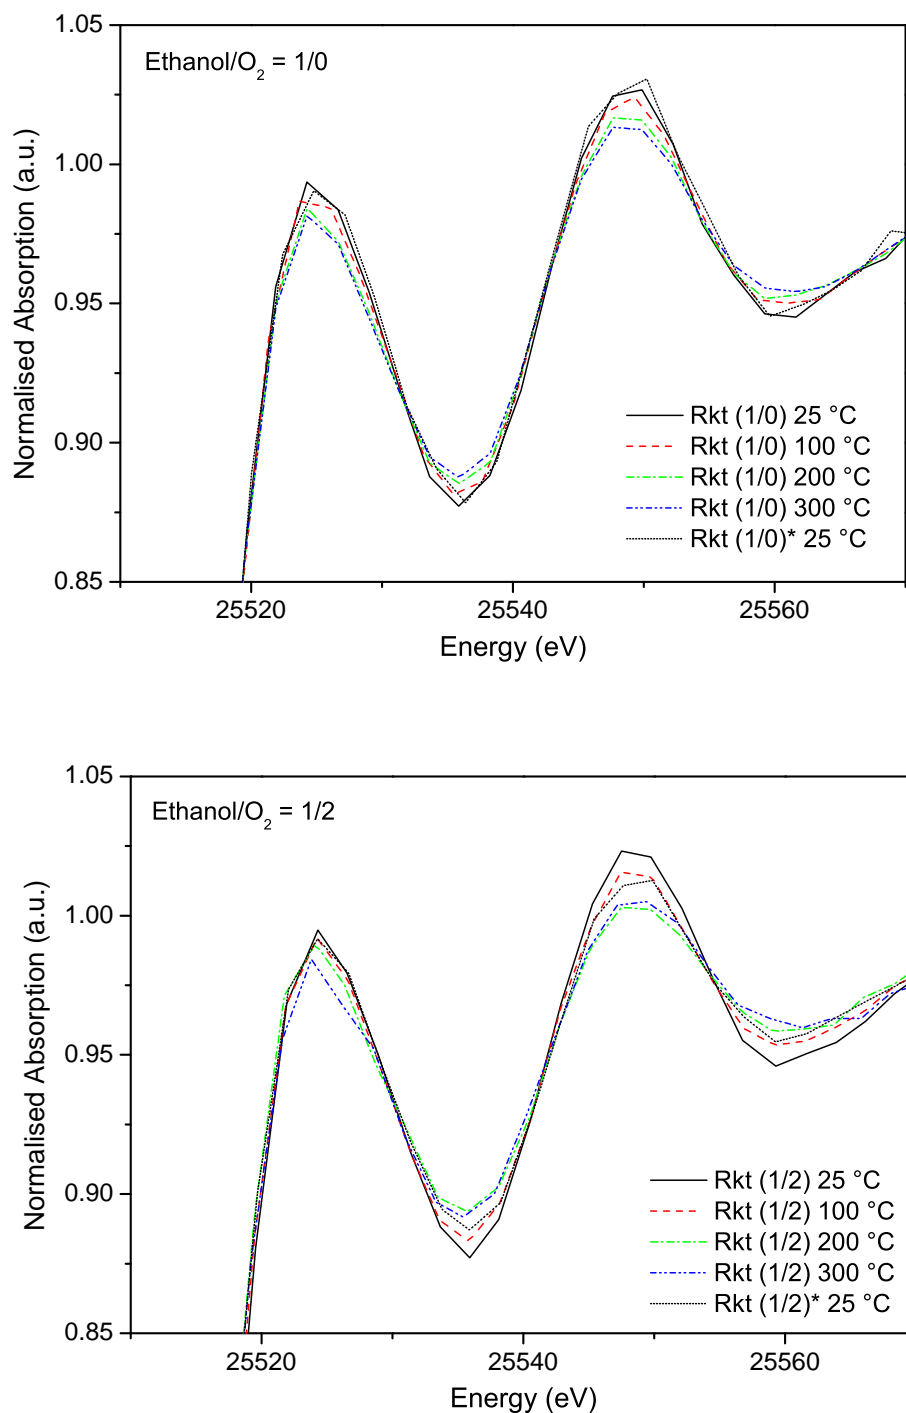 1.05
Ethanol/O2 = 1/0
1.00
0.95
0.90
0.85
Normalised Absorption (a.u.)
Rkt (1/0) 25 °C
Rkt (1/0) 100 °C
Rkt (1/0) 200 °C
Rkt (1/0) 300 °C
Rkt (1/0)* 25 °C
25520 25540 25560
Energy (eV)
1.05
Ethanol/O2 = 1/2
1.00
0.95
0.90
0.85
Normalised Absorption (a.u.)
Rkt (1/2) 25 °C
Rkt (1/2) 100 °C
Rkt (1/2) 200 °C
Rkt (1/2) 300 °C
Rkt (1/2)* 25 °C
25520 25540 25560
Energy (eV)